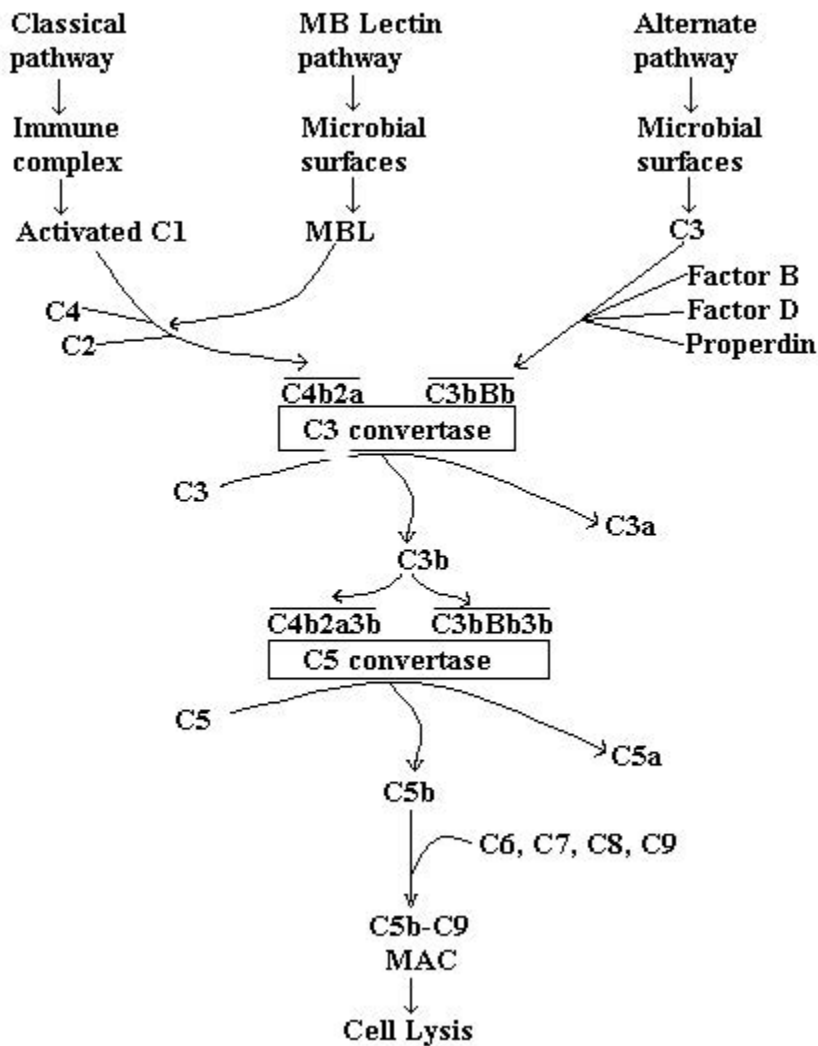 Classical
pathway
MB Lectin
pathway
Alternate
pathway
Immune
complex
Microbial
surfaces
Microbial
surfaces
Activated C1
MBL
C3
Factor B
Factor D
Properdin
C4
C2
C4b2a
C3bBb
C3 convertase
C3
C3a
C3b
C4b2a3b
C3bBb3b
C5 convertase
C5
C5a
C5b
C6, C7, C8, C9
C5b-C9
MAC
Cell Lysis